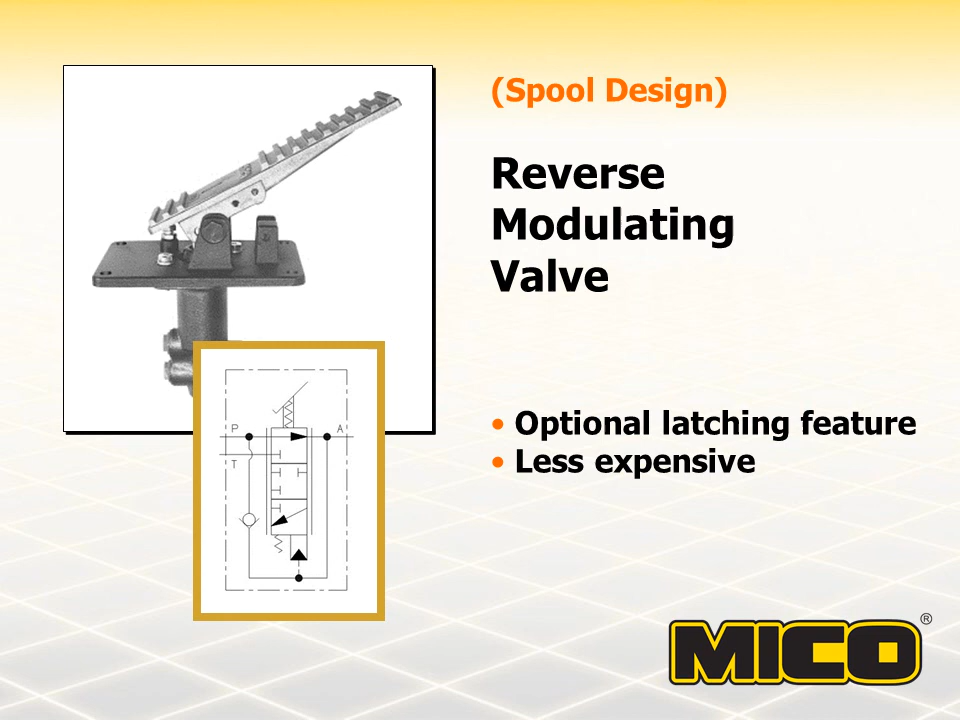 (Spool Design)
Reverse
Modulating
Valve
P
A
T
• Optional latching feature
• Less expensive
MICO®